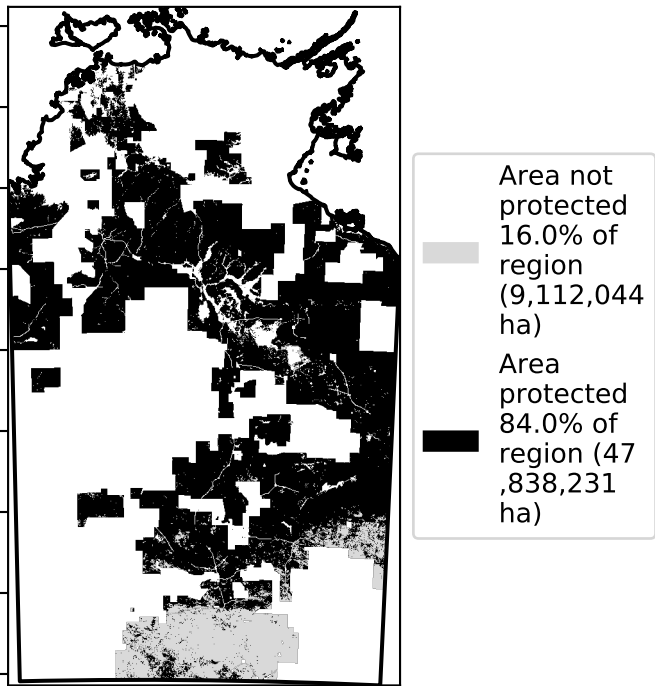 Area not
protected
16.0% of
region
(9,112,044
ha)
Area
protected
84.0% of
region (47
,838,231
ha)